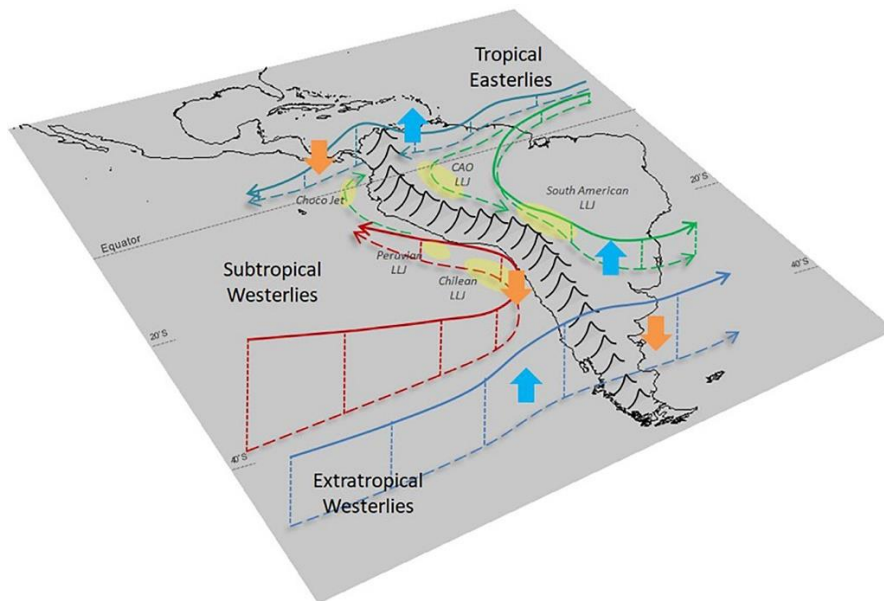 Tropical
Easterlies
CAO
LLJ
South American
LLJ
20°S
Choco Jet
Equator
Peruvian
LLJ
Chilean
LLJ
Subtropical
Westerlies
40°S
20°S
40°S
Extratropical
Westerlies